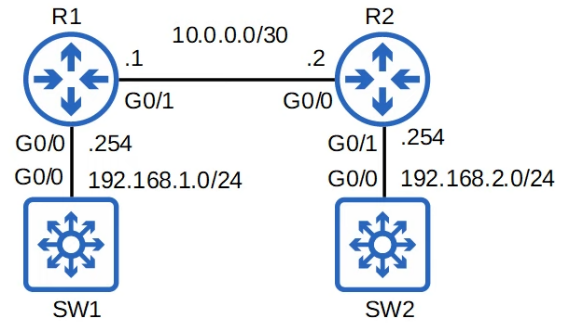 R1
R2
10.0.0.0/30
.1
.2
G0/1
G0/0
G0/0
.254
G0/1
.254
G0/0
192.168.1.0/24
G0/0
192.168.2.0/24
SW1
SW2